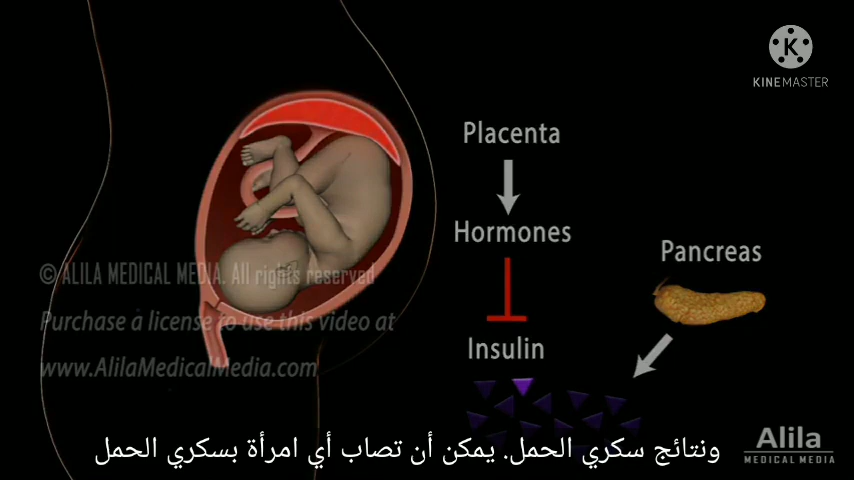 K
KINEMASTER
Placenta
Hormones
Pancreas
© ALILA MEDICAL MEDIA. All rights reserved
Purchase a license to use this video at
Insulin
www.AlilaMedicalMedia.com
Alila
MEDICAL MEDIA
ونتائج سكري الحمل. يمكن أن تصاب أي امرأة بسكري الحمل